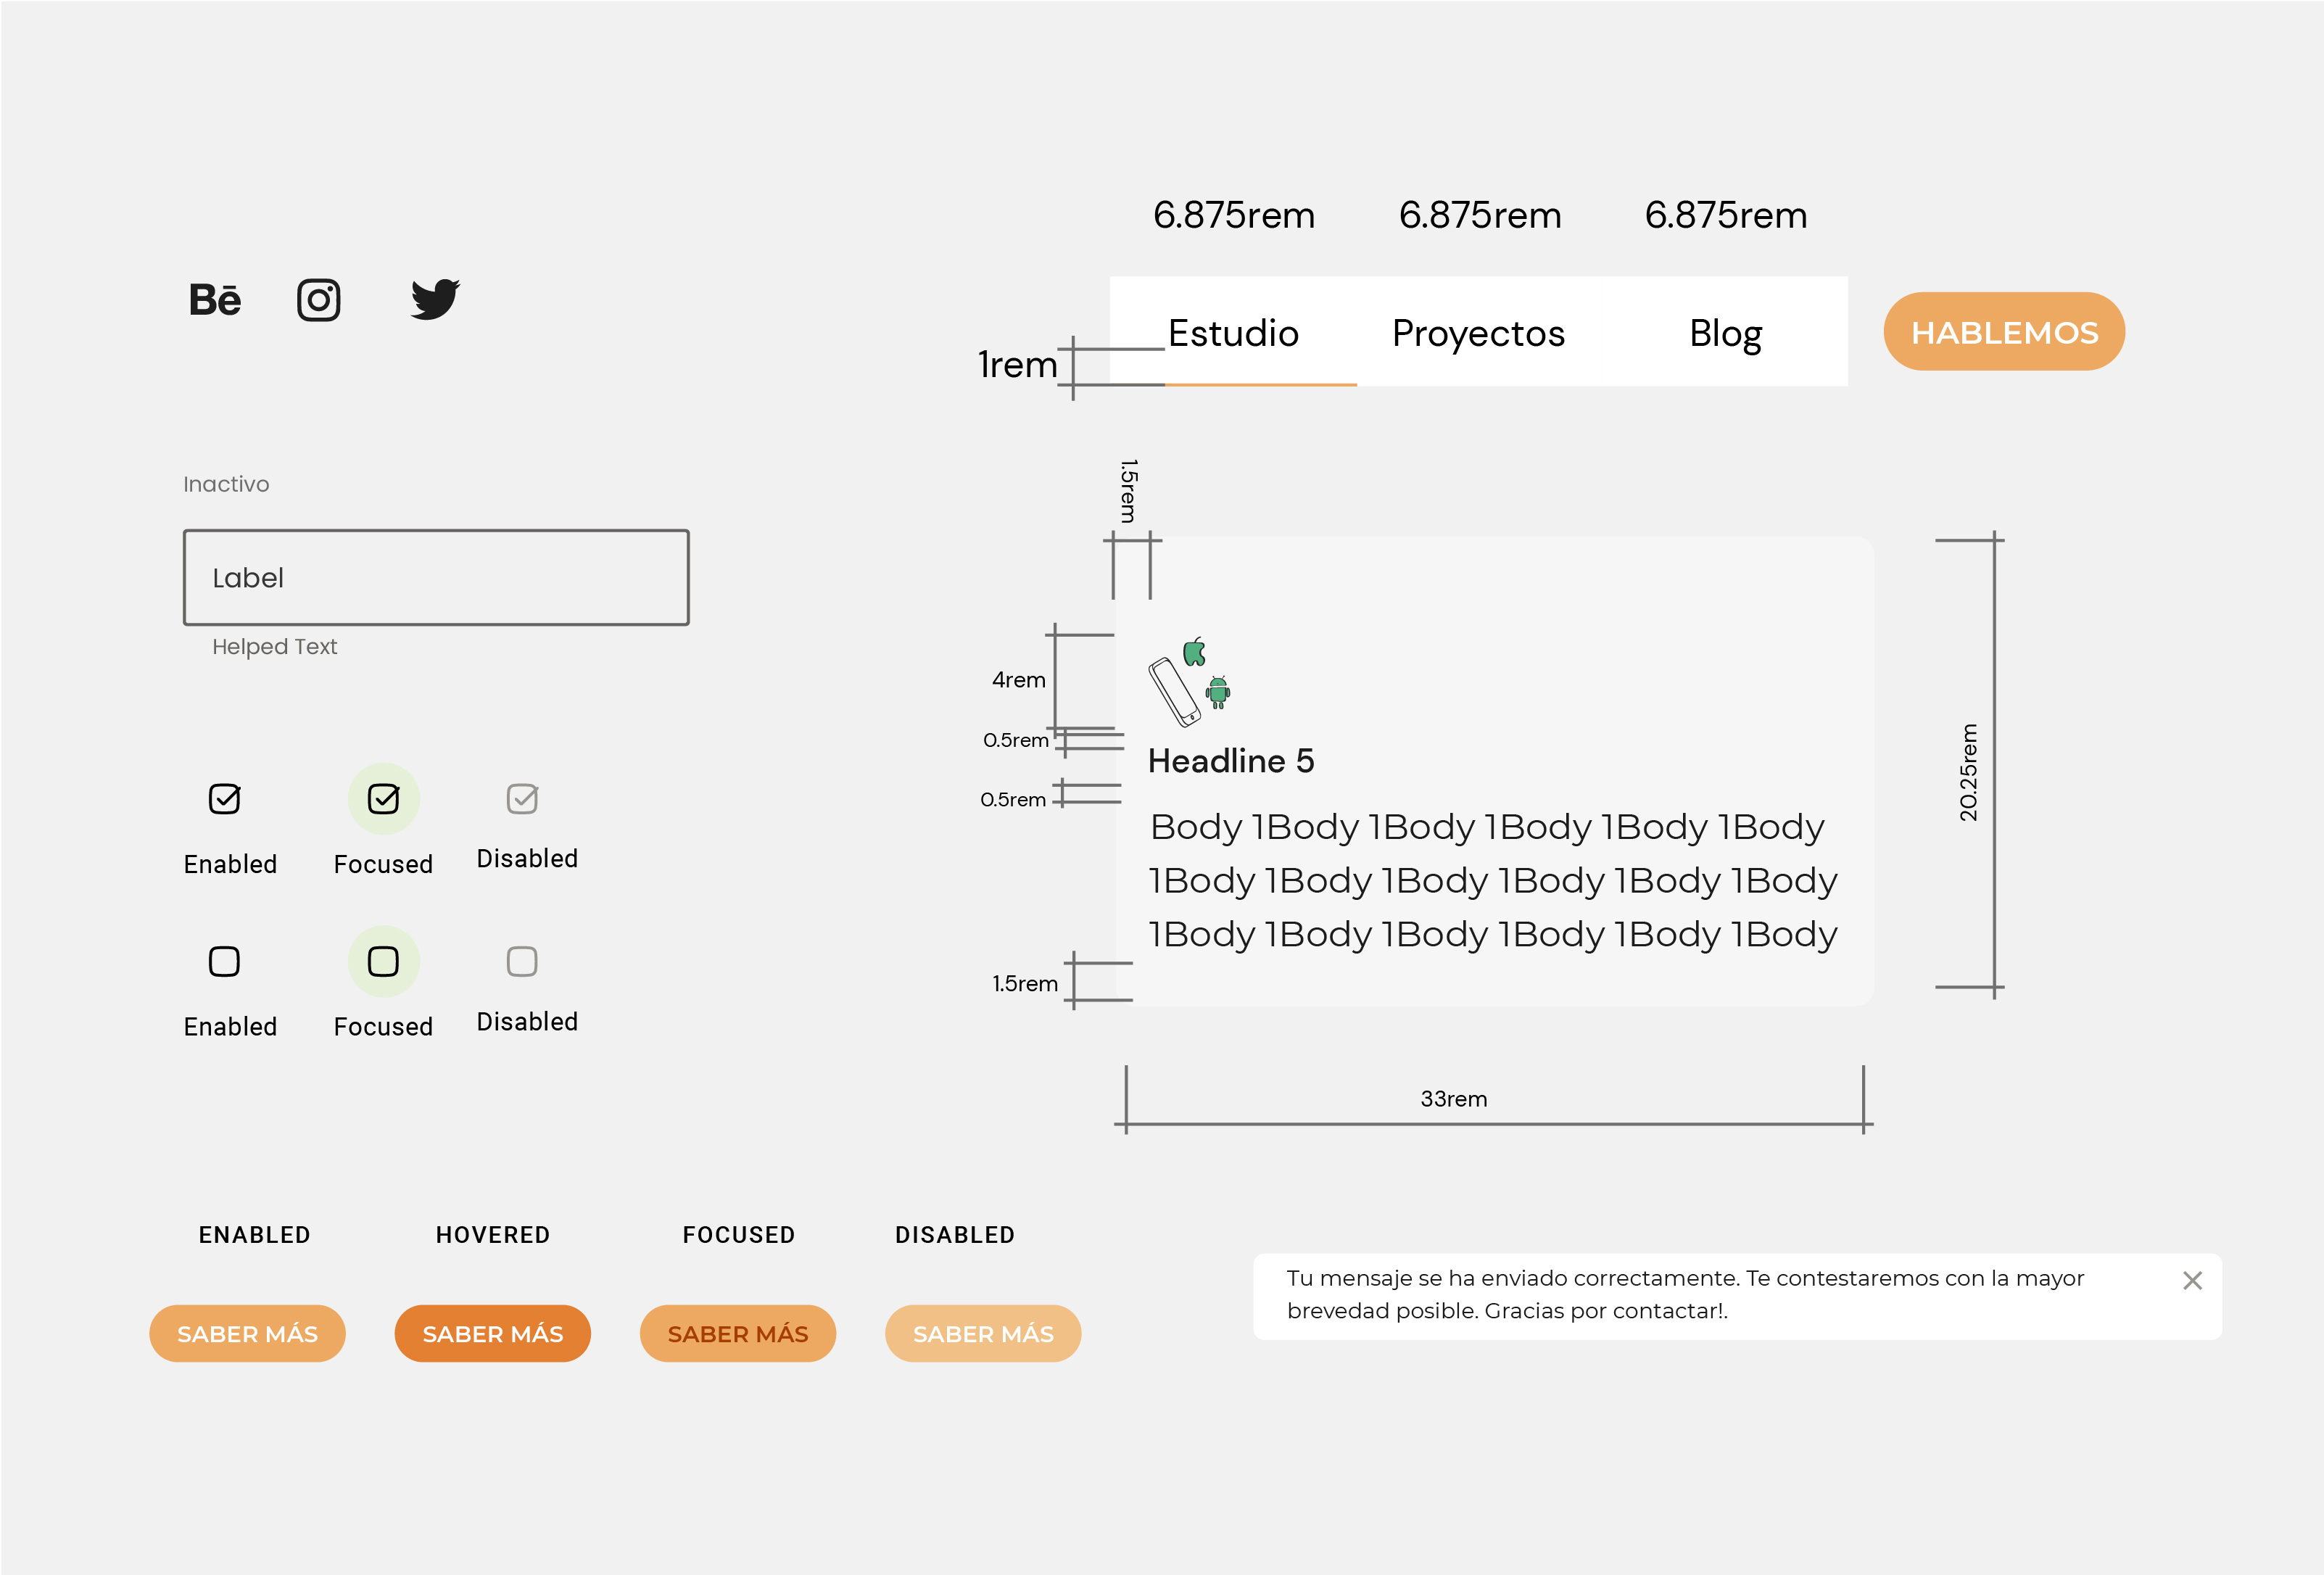 6.875rem 6.875rem 6.875rem
Bē
Estudio Proyectos Blog
HABLEMOS
1rem
Inactivo
Label
Helped Text
1.5rem
4rem
0.5rem
0.5rem
Headline 5
Body 1Body 1Body 1Body 1Body 1Body
1Body 1Body 1Body 1Body 1Body 1Body
1Body 1Body 1Body 1Body 1Body 1Body
1.5rem
20.25rem
33rem
Enabled Focused Disabled
Enabled Focused Disabled
ENABLED HOVERED FOCUSED DISABLED
SABER MÁS SABER MÁS SABER MÁS SABER MÁS
Tu mensaje se ha enviado correctamente. Te contestaremos con la mayor
brevedad posible. Gracias por contactar!.